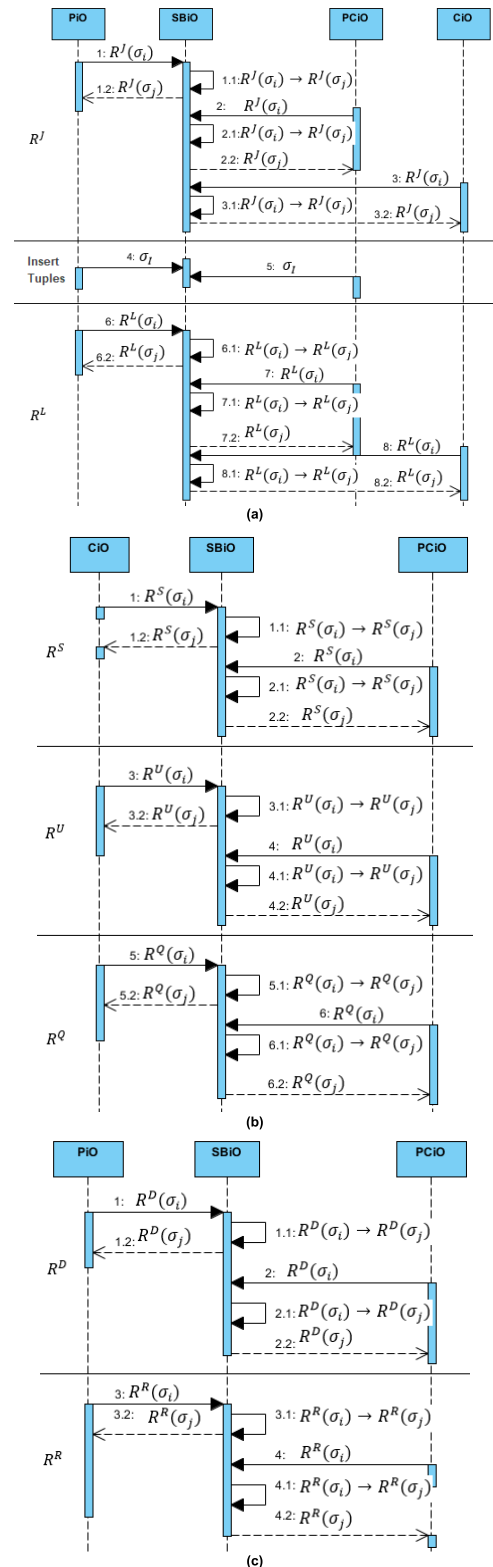 PiO SBiO PCiO CiO
1: R^J(σ_i)
1.1: R^J(σ_i) → R^J(σ_j)
1.2: R^J(σ_j)
2: R^J(σ_i)
R^J
2.1: R^J(σ_i) → R^J(σ_j)
2.2: R^J(σ_j)
3: R^J(σ_i)
3.1: R^J(σ_i) → R^J(σ_j)
3.2: R^J(σ_j)
Insert
Tuples
4: σ_l
5: σ_l
6: R^L(σ_i)
6.1: R^L(σ_i) → R^L(σ_j)
6.2: R^L(σ_j)
7: R^L(σ_i)
7.1: R^L(σ_i) → R^L(σ_j)
R^L
7.2: R^L(σ_j)
8: R^L(σ_i)
8.1: R^L(σ_i) → R^L(σ_j)
8.2: R^L(σ_j)
(a)
CiO SBiO PCiO
1: R^S(σ_i)
1.1: R^S(σ_i) → R^S(σ_j)
1.2: R^S(σ_j)
R^S
2: R^S(σ_i)
2.1: R^S(σ_i) → R^S(σ_j)
2.2: R^S(σ_j)
3: R^U(σ_i)
3.1: R^U(σ_i) → R^U(σ_j)
3.2: R^U(σ_j)
R^U
4: R^U(σ_i)
4.1: R^U(σ_i) → R^U(σ_j)
4.2: R^U(σ_j)
5: R^Q(σ_i)
5.1: R^Q(σ_i) → R^Q(σ_j)
5.2: R^Q(σ_j)
6: R^Q(σ_i)
R^Q
6.1: R^Q(σ_i) → R^Q(σ_j)
6.2: R^Q(σ_j)
(b)
PiO SBiO PCiO
1: R^D(σ_i)
1.1: R^D(σ_i) → R^D(σ_j)
1.2: R^D(σ_j)
R^D
2: R^D(σ_i)
2.1: R^D(σ_i) → R^D(σ_j)
2.2: R^D(σ_j)
3: R^R(σ_i)
3.1: R^R(σ_i) → R^R(σ_j)
3.2: R^R(σ_j)
4: R^R(σ_i)
R^R
4.1: R^R(σ_i) → R^R(σ_j)
4.2: R^R(σ_j)
(c)